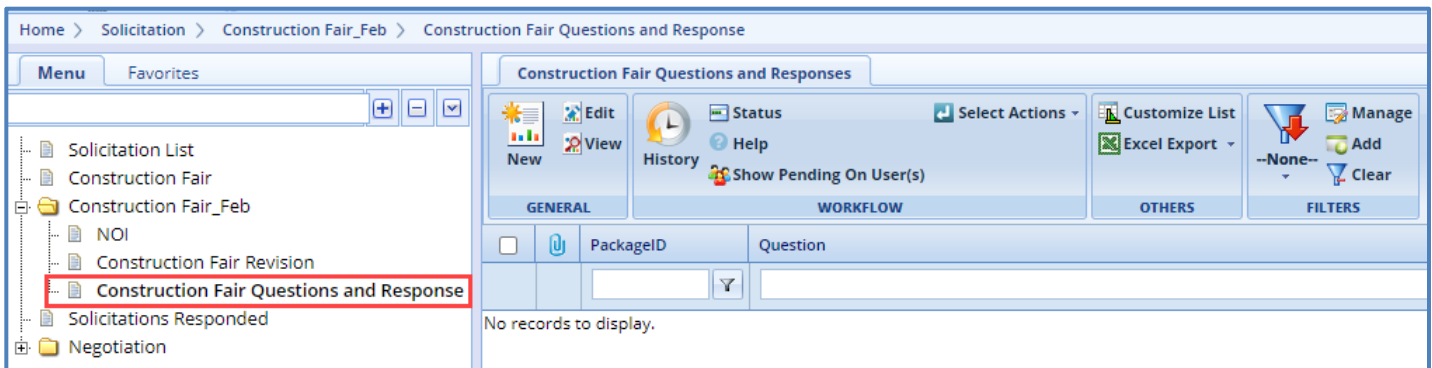 Home > Solicitation > Construction Fair_Feb > Construction Fair Questions and Response
Menu Favorites
Solicitation List
Construction Fair
Construction Fair_Feb
NOI
Construction Fair Revision
Construction Fair Questions and Response
Solicitations Responded
Negotiation
Construction Fair Questions and Responses
New
Edit
View
GENERAL
History
Status
Help
Show Pending On User(s)
Select Actions
WORKFLOW
Customize List
Excel Export
OTHERS
--None--
Manage
Add
Clear
FILTERS
PackageID Question
No records to display.